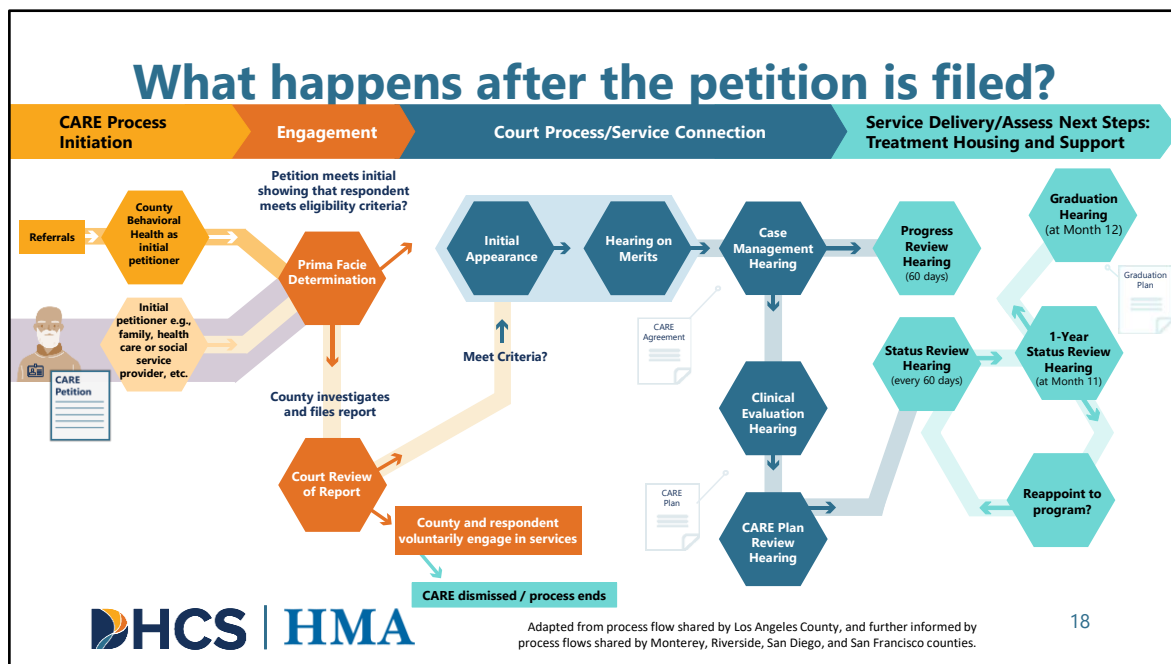 What happens after the petition is filed?
CARE Process
Initiation
Engagement
Court Process/Service Connection
Service Delivery/Assess Next Steps:
Treatment Housing and Support
Referrals
County
Behavioral
Health as
initial
petitioner
Initial
petitioner e.g.,
family, health
care or social
service
provider, etc.
CARE
Petition
Petition meets initial
showing that respondent
meets eligibility criteria?
Prima Facie
Determination
County investigates
and files report
Court Review
of Report
County and respondent
voluntarily engage in services
CARE dismissed / process ends
Meet Criteria?
Initial
Appearance
Hearing on
Merits
Case
Management
Hearing
CARE
Agreement
Clinical
Evaluation
Hearing
CARE
Plan
CARE Plan
Review
Hearing
Progress
Review
Hearing
(60 days)
Status Review
Hearing
(every 60 days)
Graduation
Hearing
(at Month 12)
Graduation
Plan
1-Year
Status Review
Hearing
(at Month 11)
Reappoint to
program?
DHCS | HMA
Adapted from process flow shared by Los Angeles County, and further informed by
process flows shared by Monterey, Riverside, San Diego, and San Francisco counties.
18